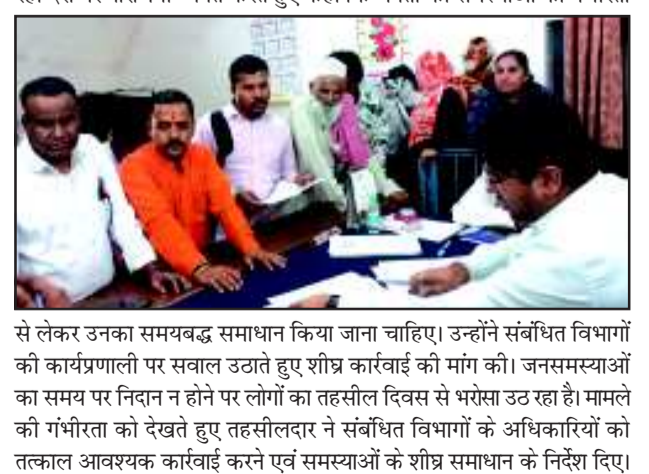 से लेकर उनका समयबद्ध समाधान किया जाना चाहिए। उन्होंने संबंधित विभागों
की कार्यप्रणाली पर सवाल उठाते हुए शीघ्र कार्रवाई की मांग की। जनसमस्याओं
का समय पर निदान न होने पर लोगों का तहसील दिवस से भरोसा उठ रहा है। मामले
की गंभीरता को देखते हुए तहसीलदार ने संबंधित विभागों के अधिकारियों को
तत्काल आवश्यक कार्रवाई करने एवं समस्याओं के शीघ्र समाधान के निर्देश दिए।